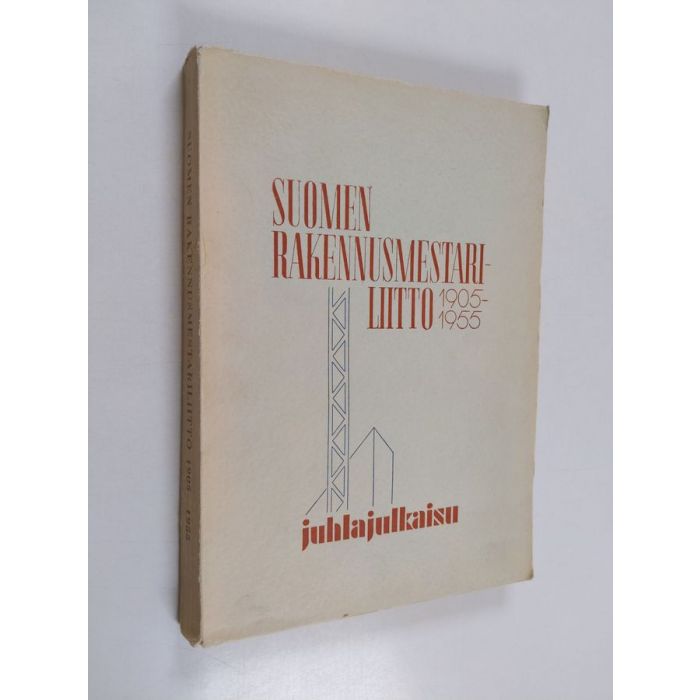 SUOMEN
RAKENNUSMESTARI-
LIITTO 1905-
1955
juhlajulkaisu
SUOMEN RAKENNUSMESTARILIITTO 1905 - 1955